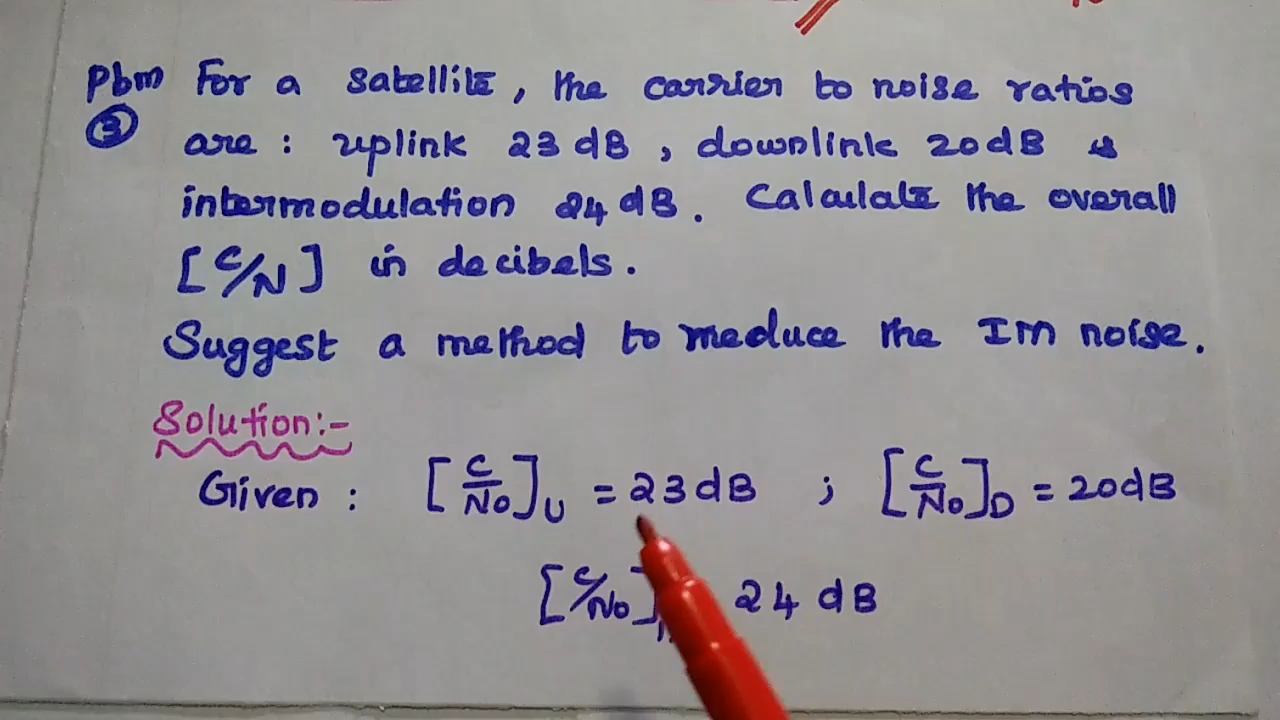 Pbm For a satellite, the carrier to noise ratios
③ are : uplink 23 dB, downlink 20 dB &
intermodulation 24 dB. Calculate the overall
[C/N] in decibels.
Suggest a method to reduce the IM noise.
Solution:-
Given : [C/No]U = 23 dB ; [C/No]D = 20 dB
[C/No] 24 dB